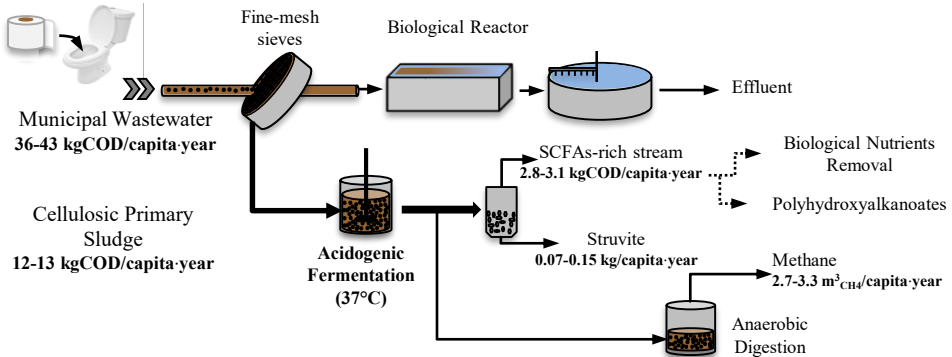 Fine-mesh
sieves
Biological Reactor
Effluent
Municipal Wastewater
36-43 kgCOD/capita·year
SCFAs-rich stream
2.8-3.1 kgCOD/capita·year
Biological Nutrients
Removal
Polyhydroxyalkanoates
Cellulosic Primary
Sludge
12-13 kgCOD/capita·year
Acidogenic
Fermentation
(37°C)
Struvite
0.07-0.15 kg/capita·year
Methane
2.7-3.3 m³CH4/capita·year
Anaerobic
Digestion